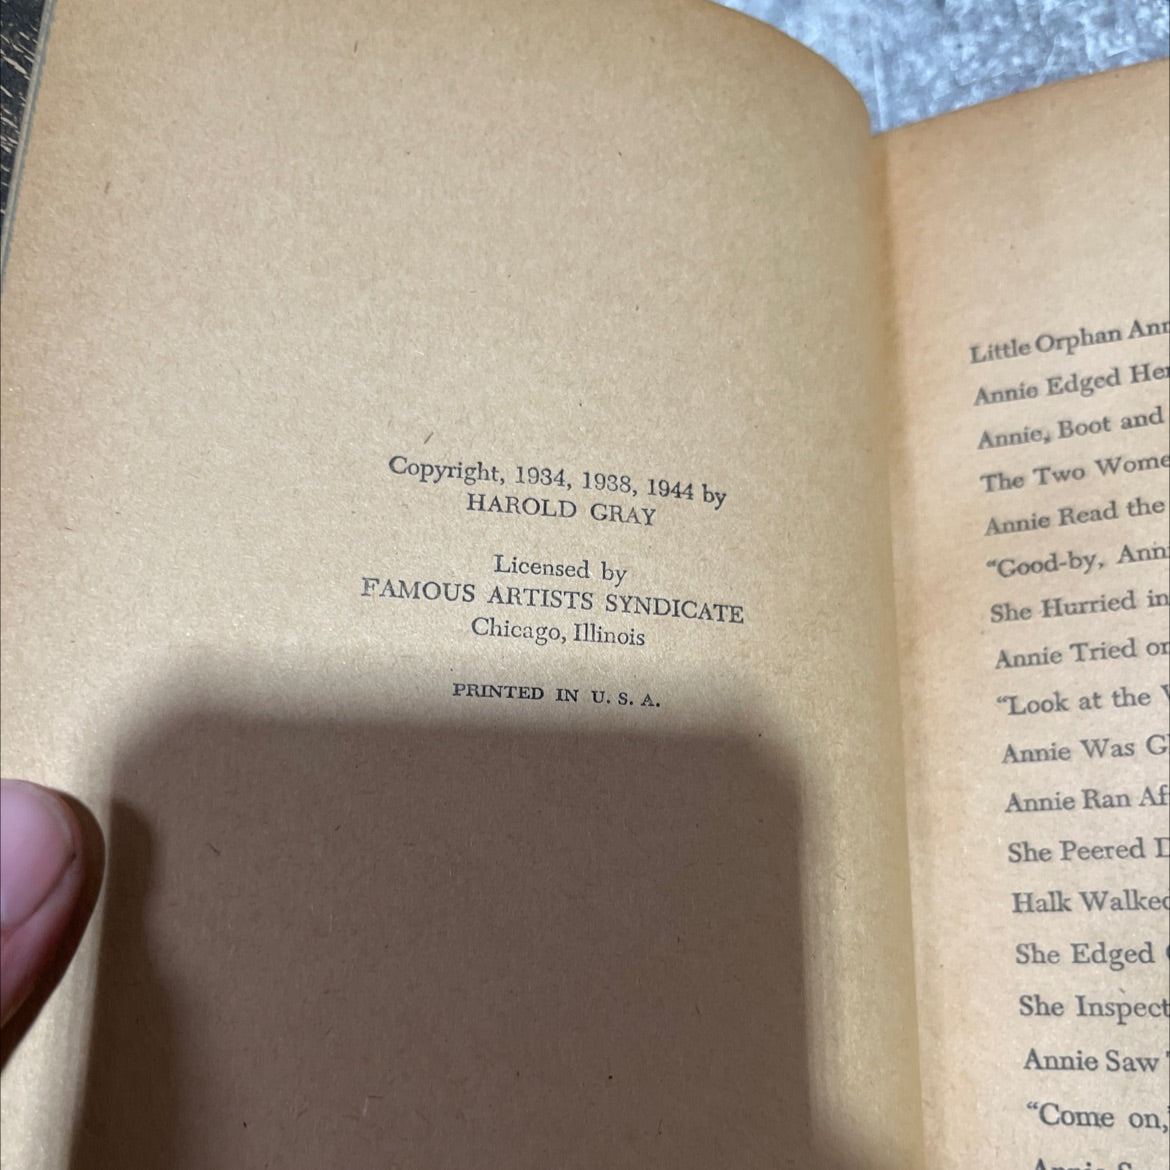 Copyright, 1934, 1938, 1944 by
HAROLD GRAY
Licensed by
FAMOUS ARTISTS SYNDICATE
Chicago, Illinois
PRINTED IN U. S. A.
Little Orphan
Annie Edged
Annie, Boot and
The Two
Annie Read the
“Good-by,
She Hurried
Annie Tried
“Look at the
Annie Was
Annie Ran
She Peered
Halk
She Edged
She
Annie Saw
“Come on,